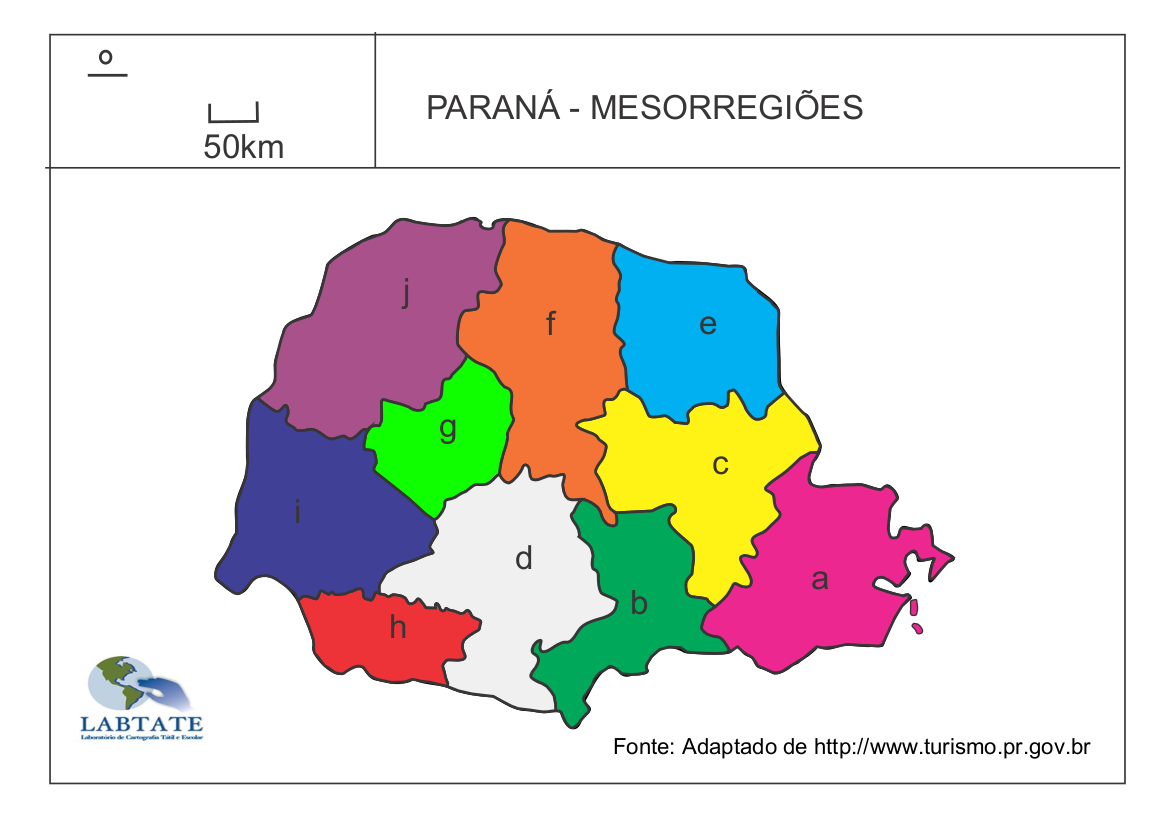 50km
PARANÁ - MESORREGIÕES
j
f
e
g
c
i
d
a
b
h
LABTATE
Laboratório de Cartografia Tátil e Escolar
Fonte: Adaptado de http://www.turismo.pr.gov.br